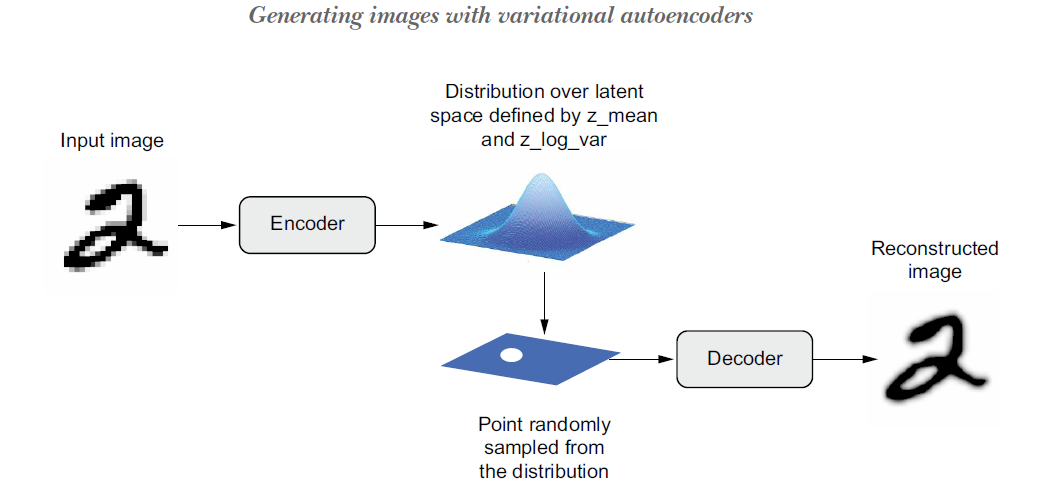 Generating images with variational autoencoders
Distribution over latent
space defined by z_mean
and z_log_var
Input image
Encoder
Reconstructed
image
Decoder
Point randomly
sampled from
the distribution